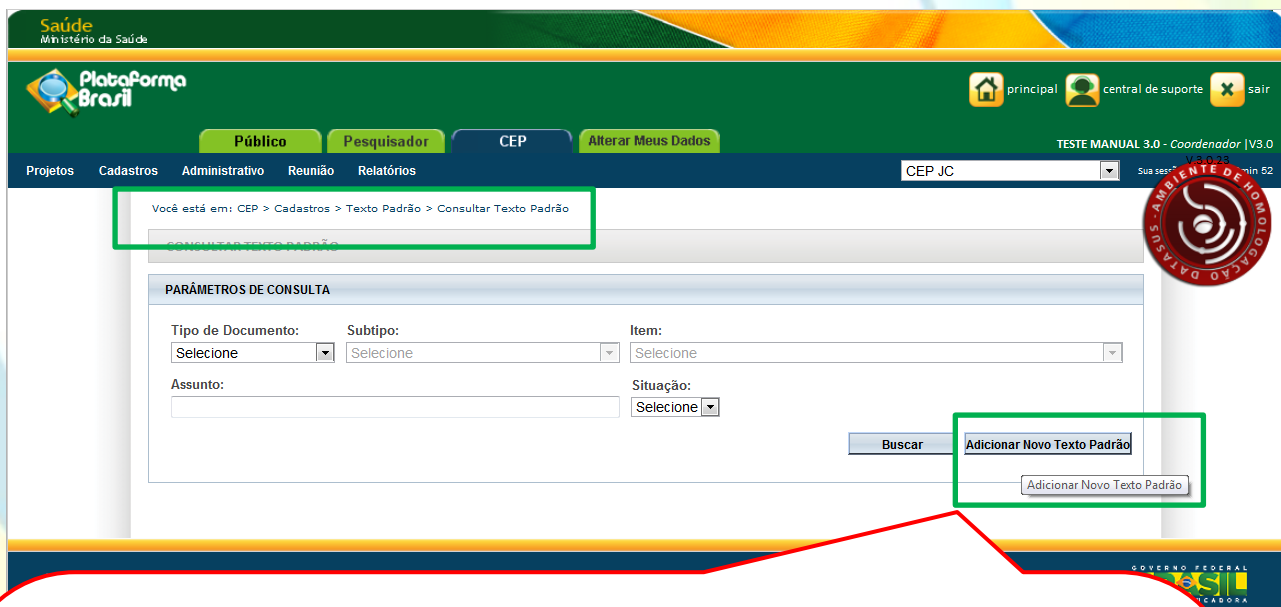 Saúde
Ministério da Saúde
Plataforma
Brasil
principal
central de suporte
sair
Público
Pesquisador
CEP
Alterar Meus Dados
TESTE MANUAL 3.0 - Coordenador |V3.0
Projetos Cadastros Administrativo Reunião Relatórios
CEP JC
Sua
V 3.0.23
min 52
AMBIENTE DE HOMOLOGAÇÃO DATASUS -
Você está em: CEP > Cadastros > Texto Padrão > Consultar Texto Padrão
CONSULTAR TEXTO PADRÃO
PARÂMETROS DE CONSULTA
Tipo de Documento: Subtipo: Item:
Selecione Selecione Selecione
Assunto: Situação:
Selecione
Buscar Adicionar Novo Texto Padrão
Adicionar Novo Texto Padrão
GOVERNO FEDERAL